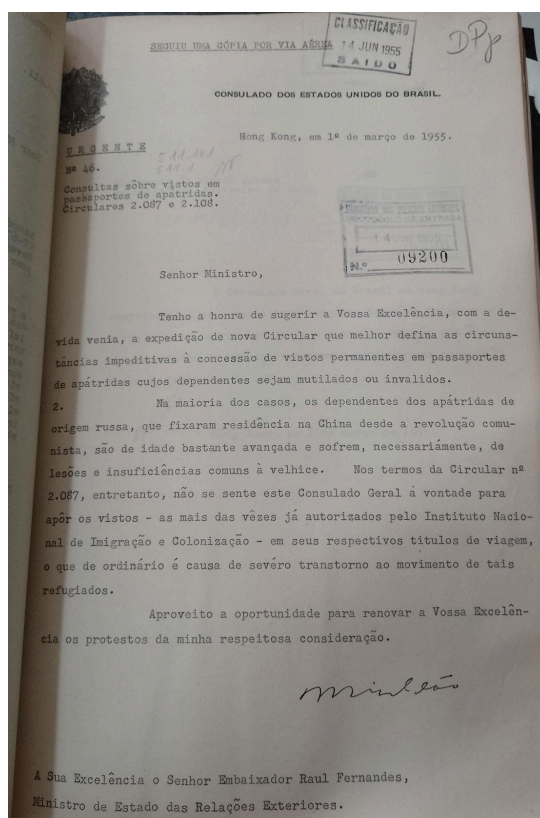 CLASSIFICAÇÃO
14 JUN 1955
SAIDO
DPp
SEGUIU UMA CÓPIA POR VIA AÉREA
CONSULADO DOS ESTADOS UNIDOS DO BRASIL.
Hong Kong, em 1º de março de 1955.
URGENTE
Nº 46.
511.141
511.1
Consultas sôbre vistos em
passaportes de apatridas.
Circulares 2.087 e 2.108.
N.º 09200
Senhor Ministro,
Tenho a honra de sugerir a Vossa Excelência, com a de-
vida venia, a expedição de nova Circular que melhor defina as circuns-
tâncias impeditivas à concessão de vistos permanentes em passaportes
de apátridas cujos dependentes sejam mutilados ou invalidos.
2. Na maioria dos casos, os dependentes dos apátridas de
origem russa, que fixaram residência na China desde a revolução comu-
nista, são de idade bastante avançada e sofrem, necessáriamente, de
lesões e insuficiências comuns à velhice. Nos termos da Circular nº
2.087, entretanto, não se sente este Consulado Geral á vontade para
apôr os vistos - as mais das vêzes já autorizados pelo Instituto Nacio-
nal de Imigração e Colonização - em seus respectivos titulos de viagem,
o que de ordinário é causa de sevéro transtorno ao movimento de tais
refugiados.
Aproveito a oportunidade para renovar a Vossa Excelên-
cia os protestos da minha respeitosa consideração.
A Sua Excelência o Senhor Embaixador Raul Fernandes,
Ministro de Estado das Relações Exteriores.